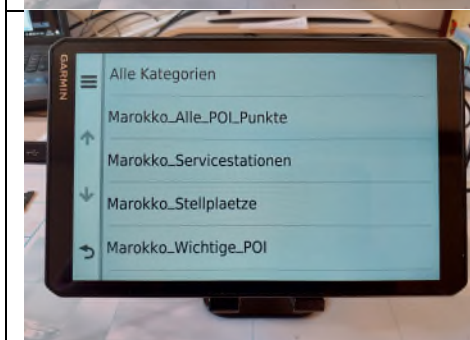 GARMIN
Alle Kategorien
Marokko_Alle_POI_Punkte
Marokko_Servicestationen
Marokko_Stellplaetze
Marokko_Wichtige_POI